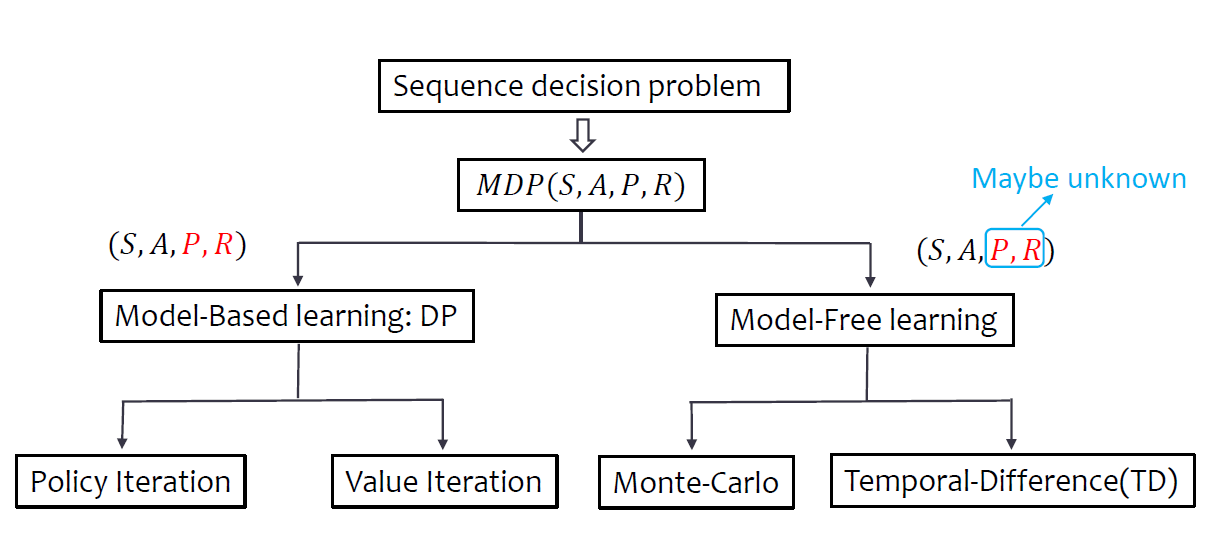 Sequence decision problem
MDP(S, A, P, R)
Maybe unknown
(S, A, P, R)
(S, A, P, R)
Model-Based learning: DP
Model-Free learning
Policy Iteration
Value Iteration
Monte-Carlo
Temporal-Difference(TD)